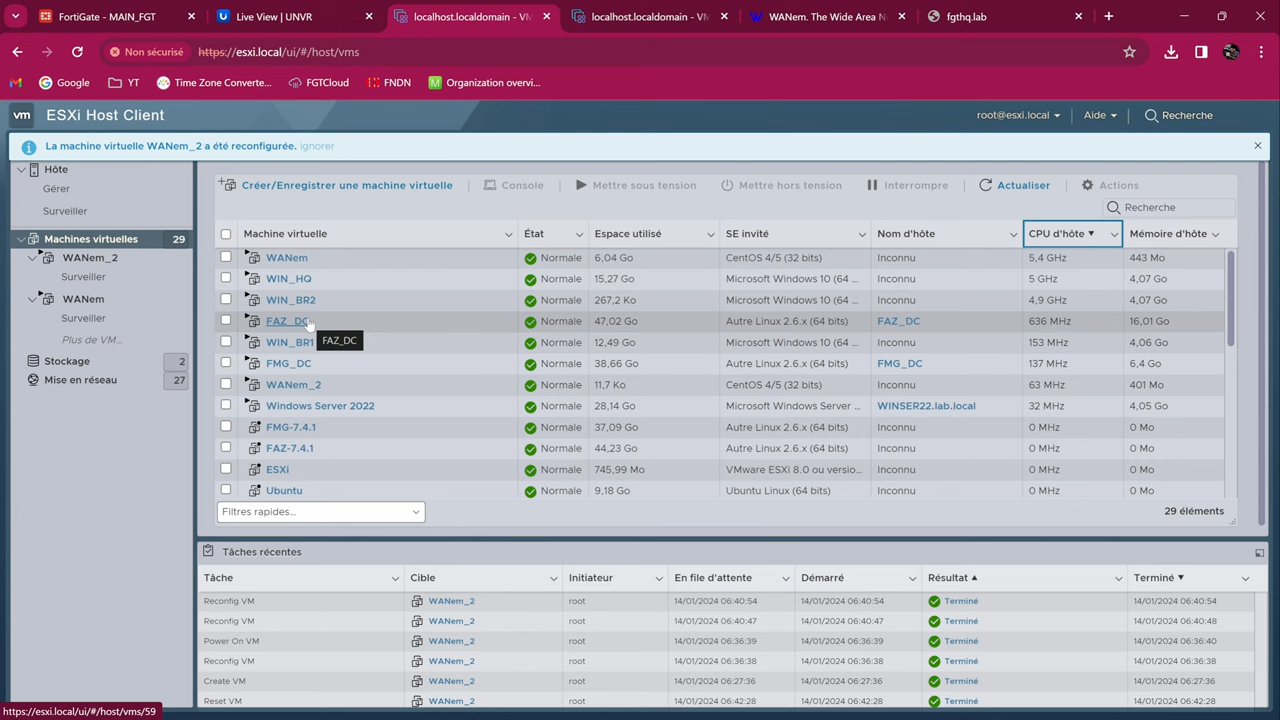 FortiGate - MAIN_FGT
Live View | UNVR
localhost.localdomain - VM
localhost.localdomain - VM
WANem. The Wide Area N
fgthq.lab
Non sécurisé
https://esxi.local/ui/#/host/vms
Google
YT
Time Zone Converte...
FGTCloud
FNDN
Organization overvi...
vm
ESXi Host Client
root@esxi.local
Aide
Recherche
La machine virtuelle WANem_2 a été reconfigurée. ignorer
Hôte
Gérer
Surveiller
Machines virtuelles 29
WANem_2
Surveiller
WANem
Surveiller
Plus de VM...
Stockage 2
Mise en réseau 27
Créer/Enregistrer une machine virtuelle
Console
Mettre sous tension
Mettre hors tension
Interrompre
Actualiser
Actions
Recherche
Machine virtuelle État Espace utilisé SE invité Nom d'hôte CPU d'hôte Mémoire d'hôte
WANem Normale 6,04 Go CentOS 4/5 (32 bits) Inconnu 5,4 GHz 443 Mo
WIN_HQ Normale 15,27 Go Microsoft Windows 10 (64 ... Inconnu 5 GHz 4,07 Go
WIN_BR2 Normale 267,2 Ko Microsoft Windows 10 (64 ... Inconnu 4,9 GHz 4,07 Go
FAZ_DC Normale 47,02 Go Autre Linux 2.6.x (64 bits) FAZ_DC 636 MHz 16,01 Go
FAZ_DC
WIN_BR1 Normale 12,49 Go Microsoft Windows 10 (64 ... Inconnu 153 MHz 4,06 Go
FMG_DC Normale 38,66 Go Autre Linux 2.6.x (64 bits) FMG_DC 137 MHz 6,4 Go
WANem_2 Normale 11,7 Ko CentOS 4/5 (32 bits) Inconnu 63 MHz 401 Mo
Windows Server 2022 Normale 28,14 Go Microsoft Windows Server ... WINSER22.lab.local 32 MHz 4,05 Go
FMG-7.4.1 Normale 37,09 Go Autre Linux 2.6.x (64 bits) Inconnu 0 MHz 0 Mo
FAZ-7.4.1 Normale 44,23 Go Autre Linux 2.6.x (64 bits) Inconnu 0 MHz 0 Mo
ESXi Normale 745,99 Mo VMware ESXi 8.0 ou versio... Inconnu 0 MHz 0 Mo
Ubuntu Normale 9,18 Go Ubuntu Linux (64 bits) Inconnu 0 MHz 0 Mo
Filtres rapides...
29 éléments
Tâches récentes
Tâche Cible Initiateur En file d'attente Démarré Résultat Terminé
Reconfig VM WANem_2 root 14/01/2024 06:40:54 14/01/2024 06:40:54 Terminé 14/01/2024 06:40:54
Reconfig VM WANem_2 root 14/01/2024 06:40:47 14/01/2024 06:40:47 Terminé 14/01/2024 06:40:48
Power On VM WANem_2 root 14/01/2024 06:36:39 14/01/2024 06:36:39 Terminé 14/01/2024 06:36:40
Reconfig VM WANem_2 root 14/01/2024 06:36:38 14/01/2024 06:36:38 Terminé 14/01/2024 06:36:38
Create VM WANem_2 root 14/01/2024 06:27:36 14/01/2024 06:27:36 Terminé 14/01/2024 06:27:36
Reset VM WANem_2 root 14/01/2024 06:42:28 14/01/2024 06:42:28 Terminé 14/01/2024 06:42:28
https://esxi.local/ui/#/host/vms/59